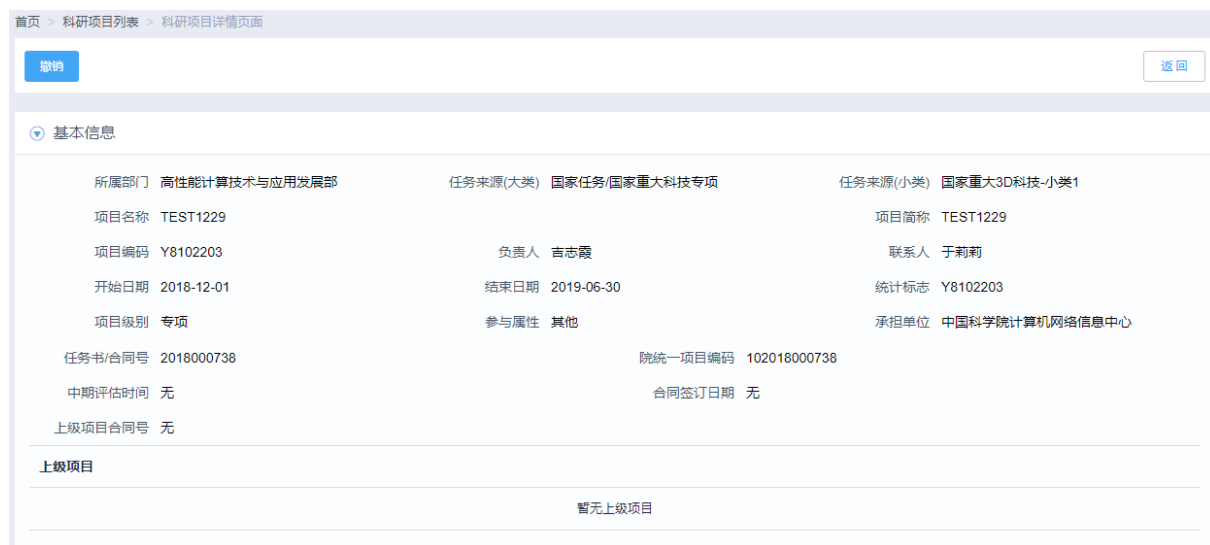 首页 > 科研项目列表 > 科研项目详情页面
撤销 返回
基本信息
所属部门 高性能计算技术与应用发展部 任务来源(大类) 国家任务/国家重大科技专项 任务来源(小类) 国家重大3D科技-小类1
项目名称 TEST1229 项目简称 TEST1229
项目编码 Y8102203 负责人 吉志霞 联系人 于莉莉
开始日期 2018-12-01 结束日期 2019-06-30 统计标志 Y8102203
项目级别 专项 参与属性 其他 承担单位 中国科学院计算机网络信息中心
任务书/合同号 2018000738 院统一项目编码 102018000738
中期评估时间 无 合同签订日期 无
上级项目合同号 无
上级项目
暂无上级项目